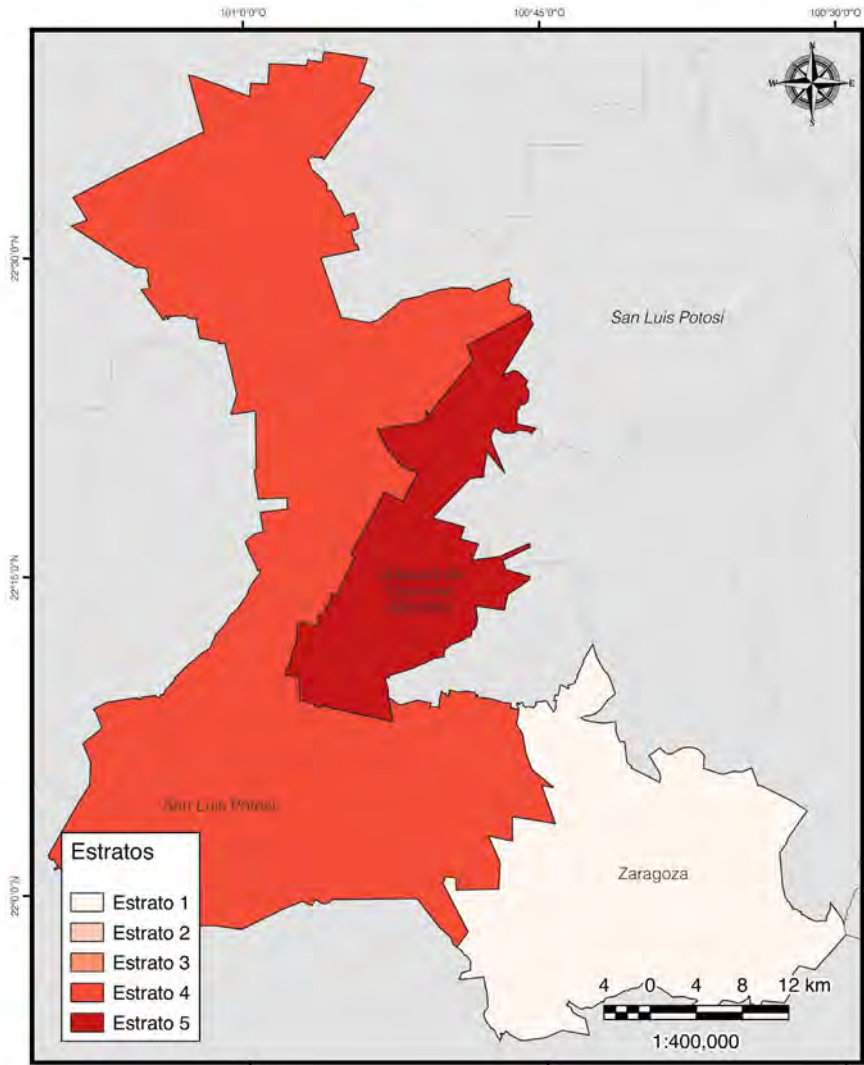 101°0'0"O
100°45'0"O
100°30'0"O
N
W
E
S
22°30'0"N
San Luis Potosí
22°15'0"N
San Luis Potosí
Estratos
Estrato 1
Estrato 2
Estrato 3
Estrato 4
Estrato 5
22°0'0"N
Zaragoza
4 0 4 8 12 km
1:400,000